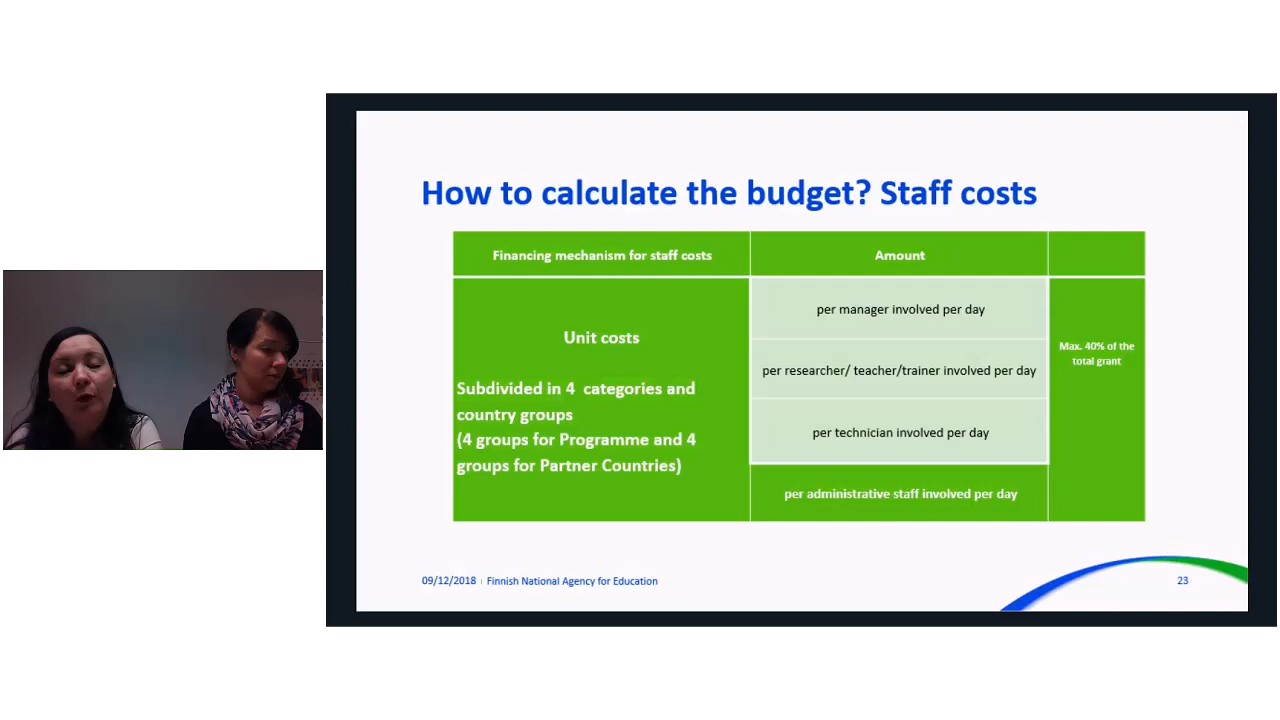 How to calculate the budget? Staff costs
Financing mechanism for staff costs
Amount
Unit costs
Subdivided in 4 categories and
country groups
(4 groups for Programme and 4
groups for Partner Countries)
per manager involved per day
per researcher/ teacher/trainer involved per day
per technician involved per day
per administrative staff involved per day
Max. 40% of the
total grant
09/12/2018 | Finnish National Agency for Education
23